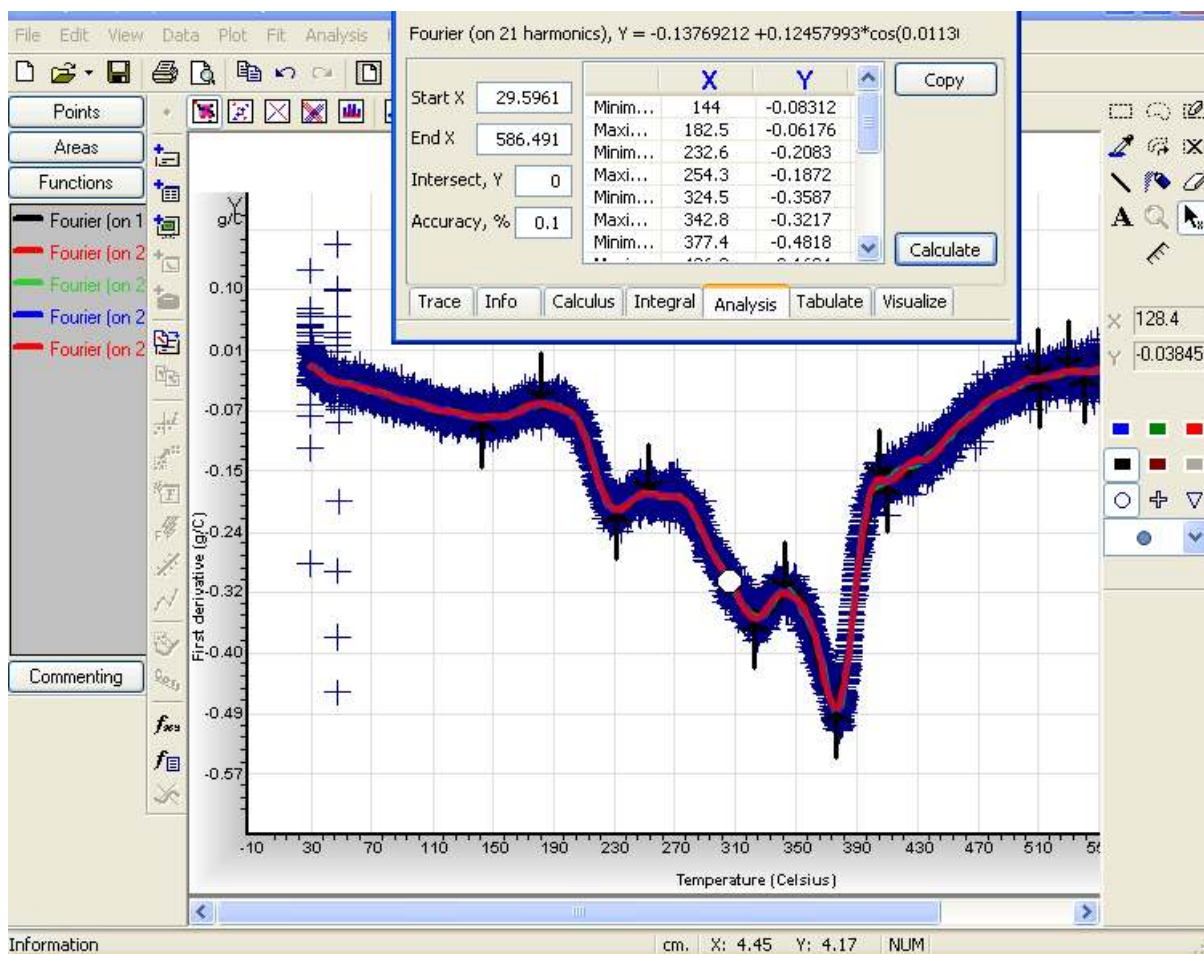 File Edit View Data Plot Fit Analysis
Fourier (on 21 harmonics), Y = -0.13769212 +0.12457993*cos(0.0113
Start X 29.5961
End X 586.491
Intersect, Y 0
Accuracy, % 0.1
X Y
Minim... 144 -0.08312
Maxi... 182.5 -0.06176
Minim... 232.6 -0.2083
Maxi... 254.3 -0.1872
Minim... 324.5 -0.3587
Maxi... 342.8 -0.3217
Minim... 377.4 -0.4818
Copy
Calculate
Trace Info Calculus Integral Analysis Tabulate Visualize
Points
Areas
Functions
Fourier (on 1
Fourier (on 2
Fourier (on 2
Fourier (on 2
Fourier (on 2
Commenting
Y
g/C
0.10
0.01
-0.07
-0.15
-0.24
-0.32
-0.40
-0.49
-0.57
First derivative (g/C)
-10 30 70 110 150 190 230 270 310 350 390 430 470 510
Temperature (Celsius)
A
X 128.4
Y -0.03845
Information
cm. X: 4.45 Y: 4.17 NUM